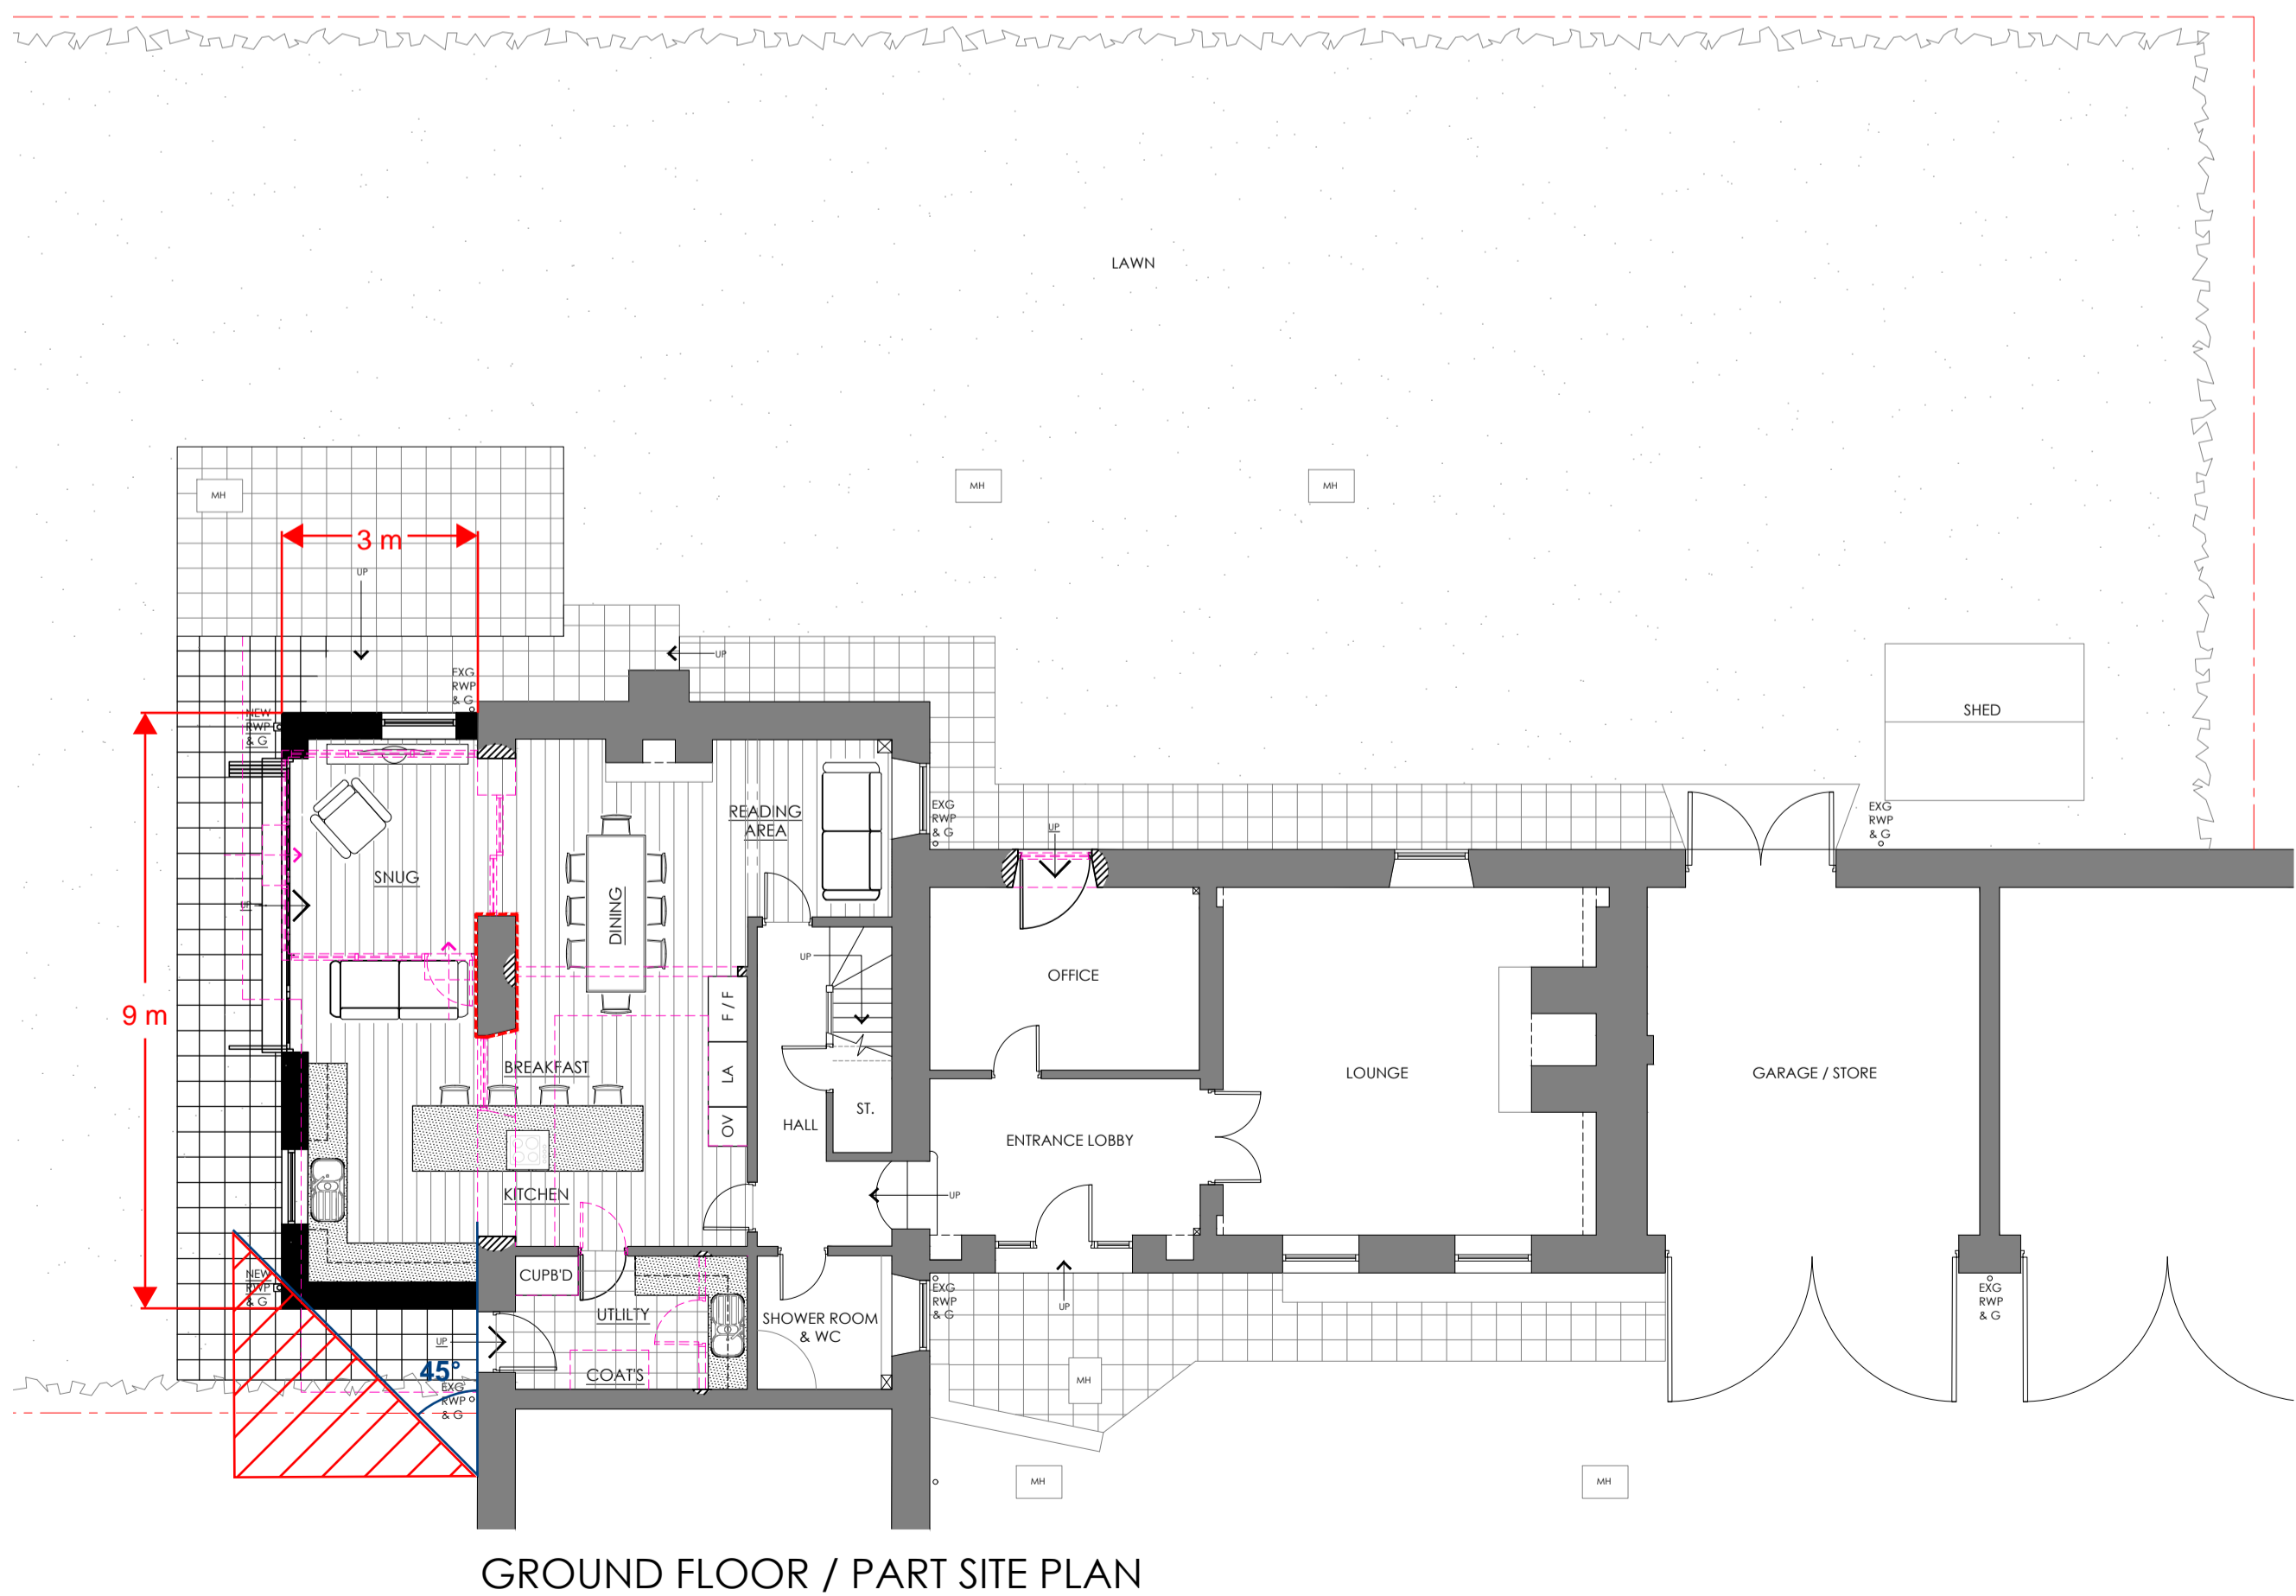 LAWN
MH
MH
MH
3 m
UP
UP
EXG
RWP
& G
NEW
RWP
& G
SHED
READING
AREA
EXG
RWP
& G
EXG
RWP
& G
UP
SNUG
UP
DINING
UP
OFFICE
F / F
9 m
BREAKFAST
LA
LOUNGE
GARAGE / STORE
ST.
OV
HALL
ENTRANCE LOBBY
KITCHEN
UP
NEW
RWP
& G
CUPB'D
UTLILTY
SHOWER ROOM
& WC
EXG
RWP
& G
UP
EXG
RWP
& G
UP
45°
COAT'S
EXG
RWP
& G
MH
MH
MH
GROUND FLOOR / PART SITE PLAN